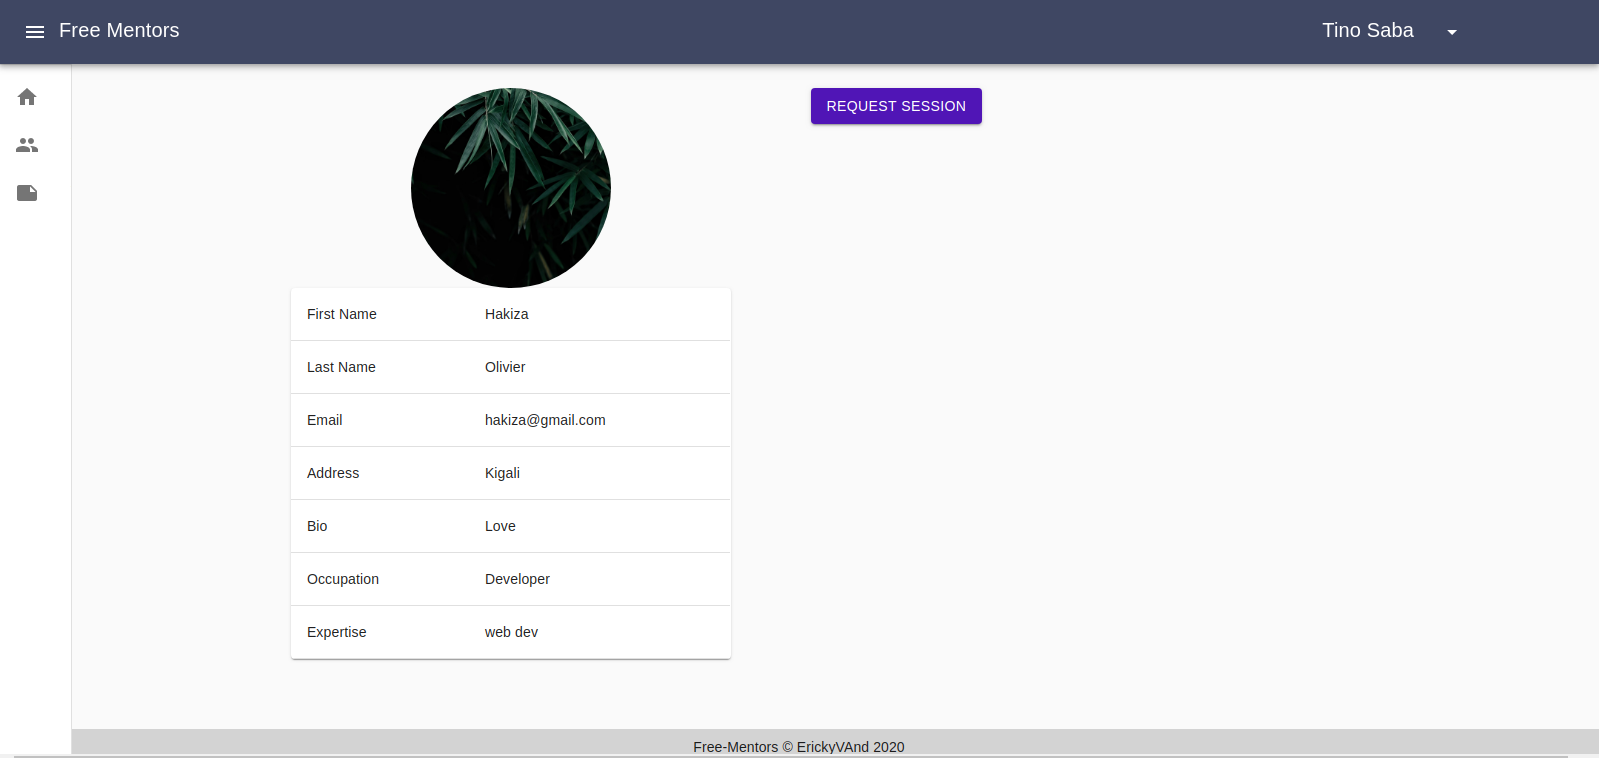 Free Mentors
Tino Saba
REQUEST SESSION
First Name Hakiza
Last Name Olivier
Email hakiza@gmail.com
Address Kigali
Bio Love
Occupation Developer
Expertise web dev
Free-Mentors © ErickyVAnd 2020